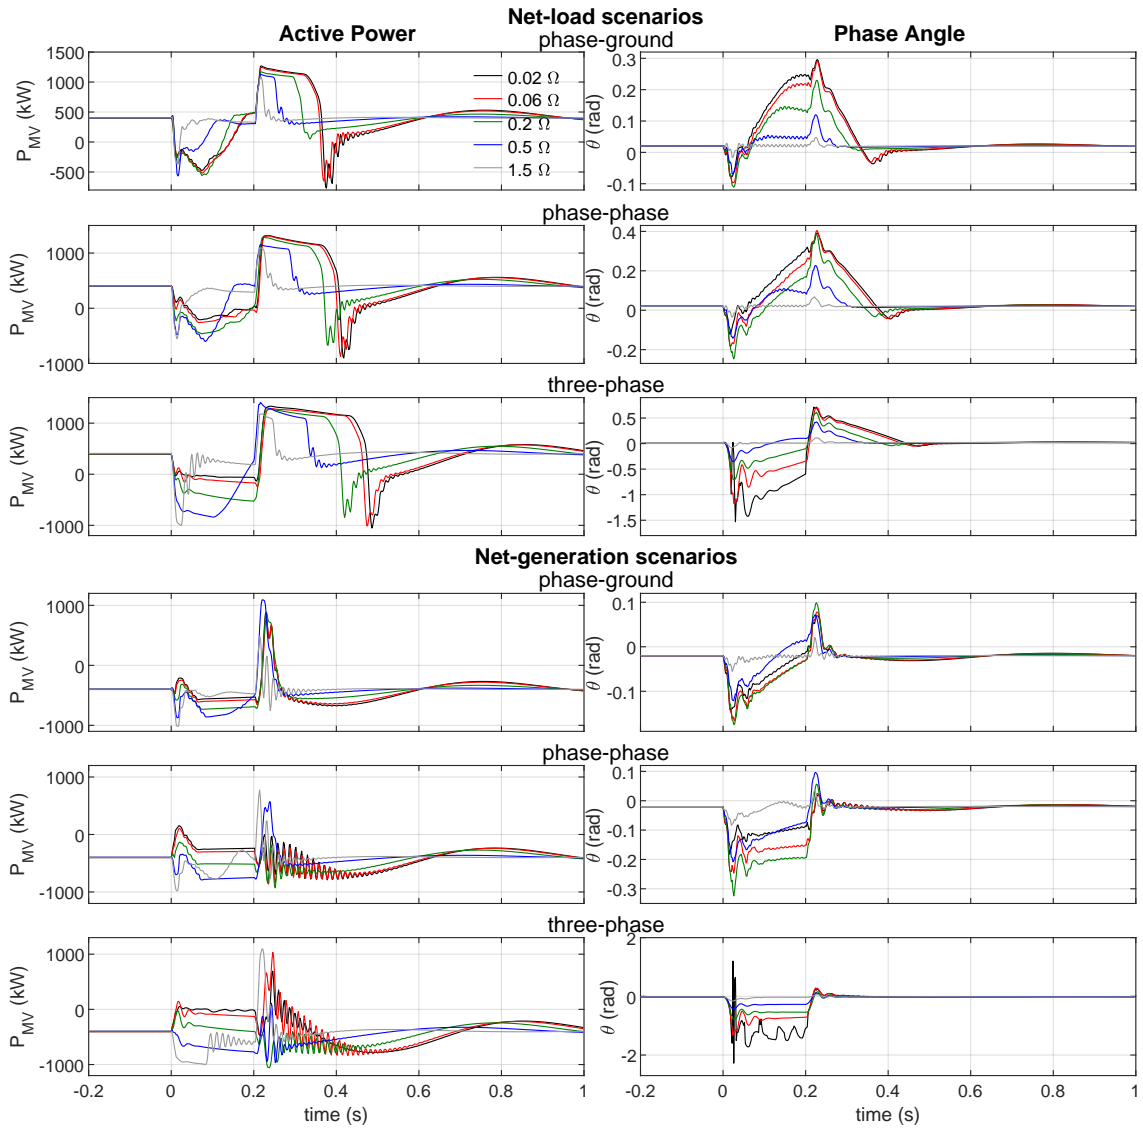 Net-load scenarios
Active Power
phase-ground
Phase Angle
1500
1000
500
0
-500
P_MV (kW)
0.02 Ω
0.06 Ω
0.2 Ω
0.5 Ω
1.5 Ω
0.3
0.2
0.1
0
-0.1
θ (rad)
phase-phase
1000
0
-1000
P_MV (kW)
0.4
0.2
0
-0.2
θ (rad)
three-phase
1000
0
-1000
P_MV (kW)
0.5
0
-0.5
-1
-1.5
θ (rad)
Net-generation scenarios
phase-ground
1000
0
-1000
P_MV (kW)
0.1
0
-0.1
θ (rad)
phase-phase
1000
0
-1000
P_MV (kW)
0.1
0
-0.1
-0.2
-0.3
θ (rad)
three-phase
1000
0
-1000
P_MV (kW)
2
0
-2
θ (rad)
-0.2 0 0.2 0.4 0.6 0.8 1
time (s)
-0.2 0 0.2 0.4 0.6 0.8 1
time (s)